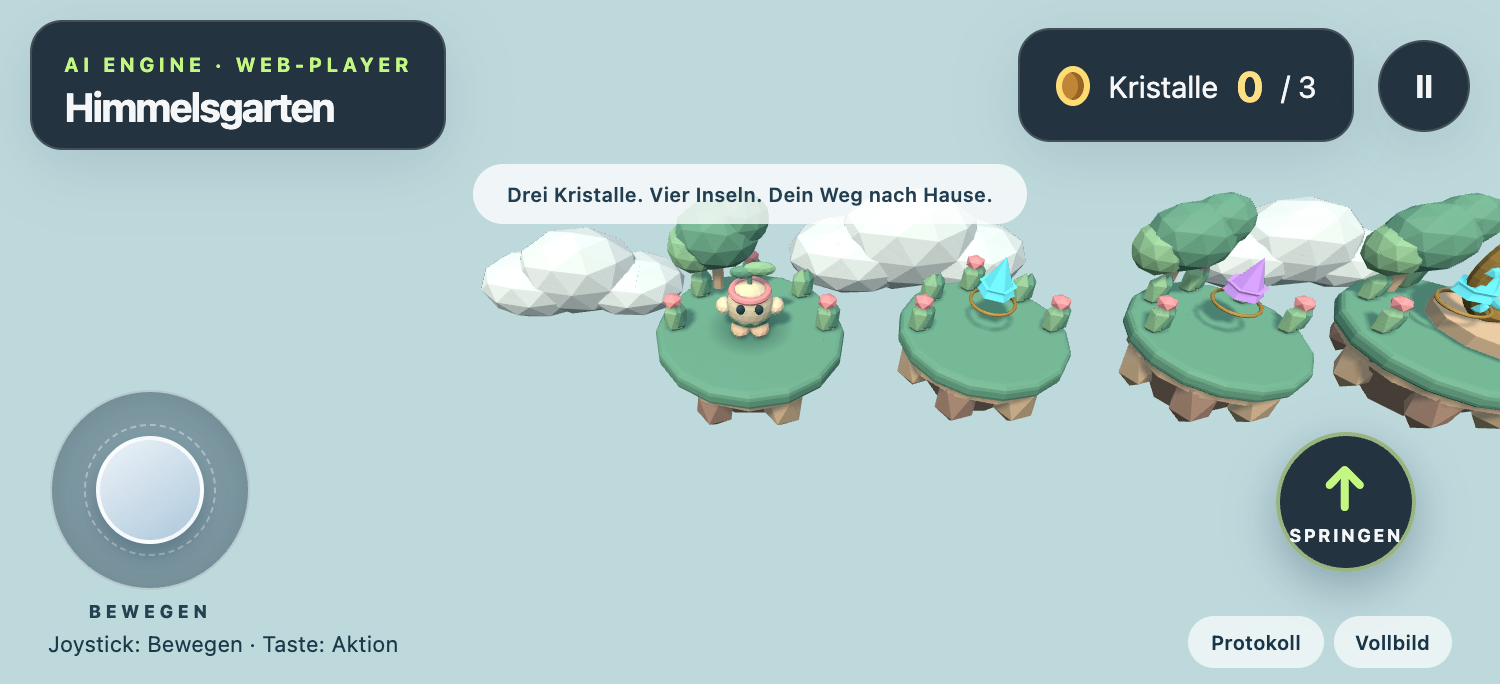 AI ENGINE · WEB-PLAYER
Himmelsgarten
Kristalle 0 / 3
Drei Kristalle. Vier Inseln. Dein Weg nach Hause.
SPRINGEN
BEWEGEN
Joystick: Bewegen · Taste: Aktion
Protokoll
Vollbild